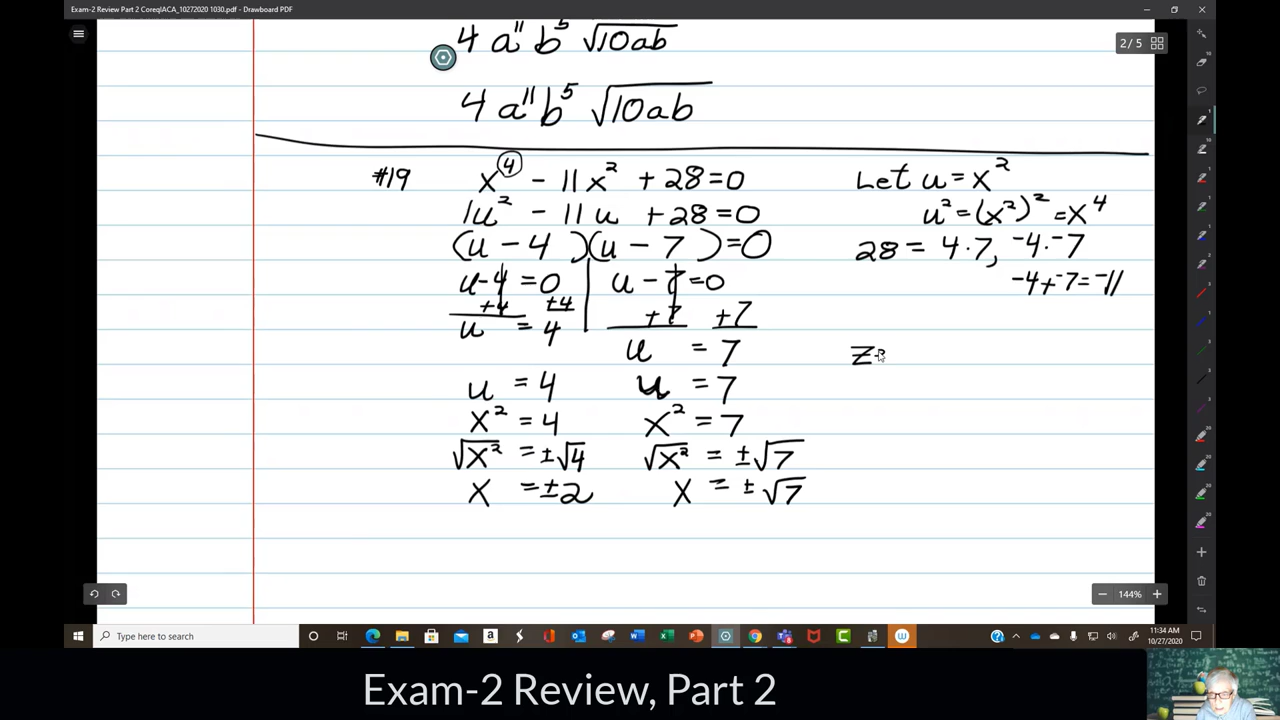 Exam-2 Review Part 2 CoreqIACA_10272020 1030.pdf - Drawboard PDF
2 / 5
4 a¹¹ b⁵ √10ab
4 a¹¹ b⁵ √10ab
#19 x⁴ - 11x² + 28 = 0 Let u = x²
1u² - 11u + 28 = 0 u² = (x²)² = x⁴
(u - 4)(u - 7) = 0 28 = 4·7, -4·-7
u - 4 = 0 u - 7 = 0 -4 + -7 = -11
+4 +4 +7 +7
u = 4
u = 7 Z
u = 4 u = 7
x² = 4 x² = 7
√x² = ±√4 √x² = ±√7
x = ±2 x = ±√7
144%
Type here to search
11:34 AM
10/27/2020
Exam-2 Review, Part 2